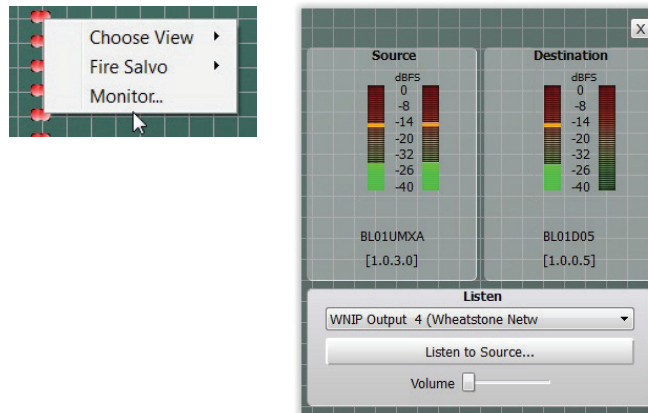 Choose View
Fire Salvo
Monitor...
X
Source
dBFS
0
-8
-14
-20
-32
-26
-40
BL01UMXA
[1.0.3.0]
Destination
dBFS
0
-8
-14
-20
-32
-26
-40
BL01D05
[1.0.0.5]
Listen
WNIP Output 4 (Wheatstone Netw
Listen to Source...
Volume